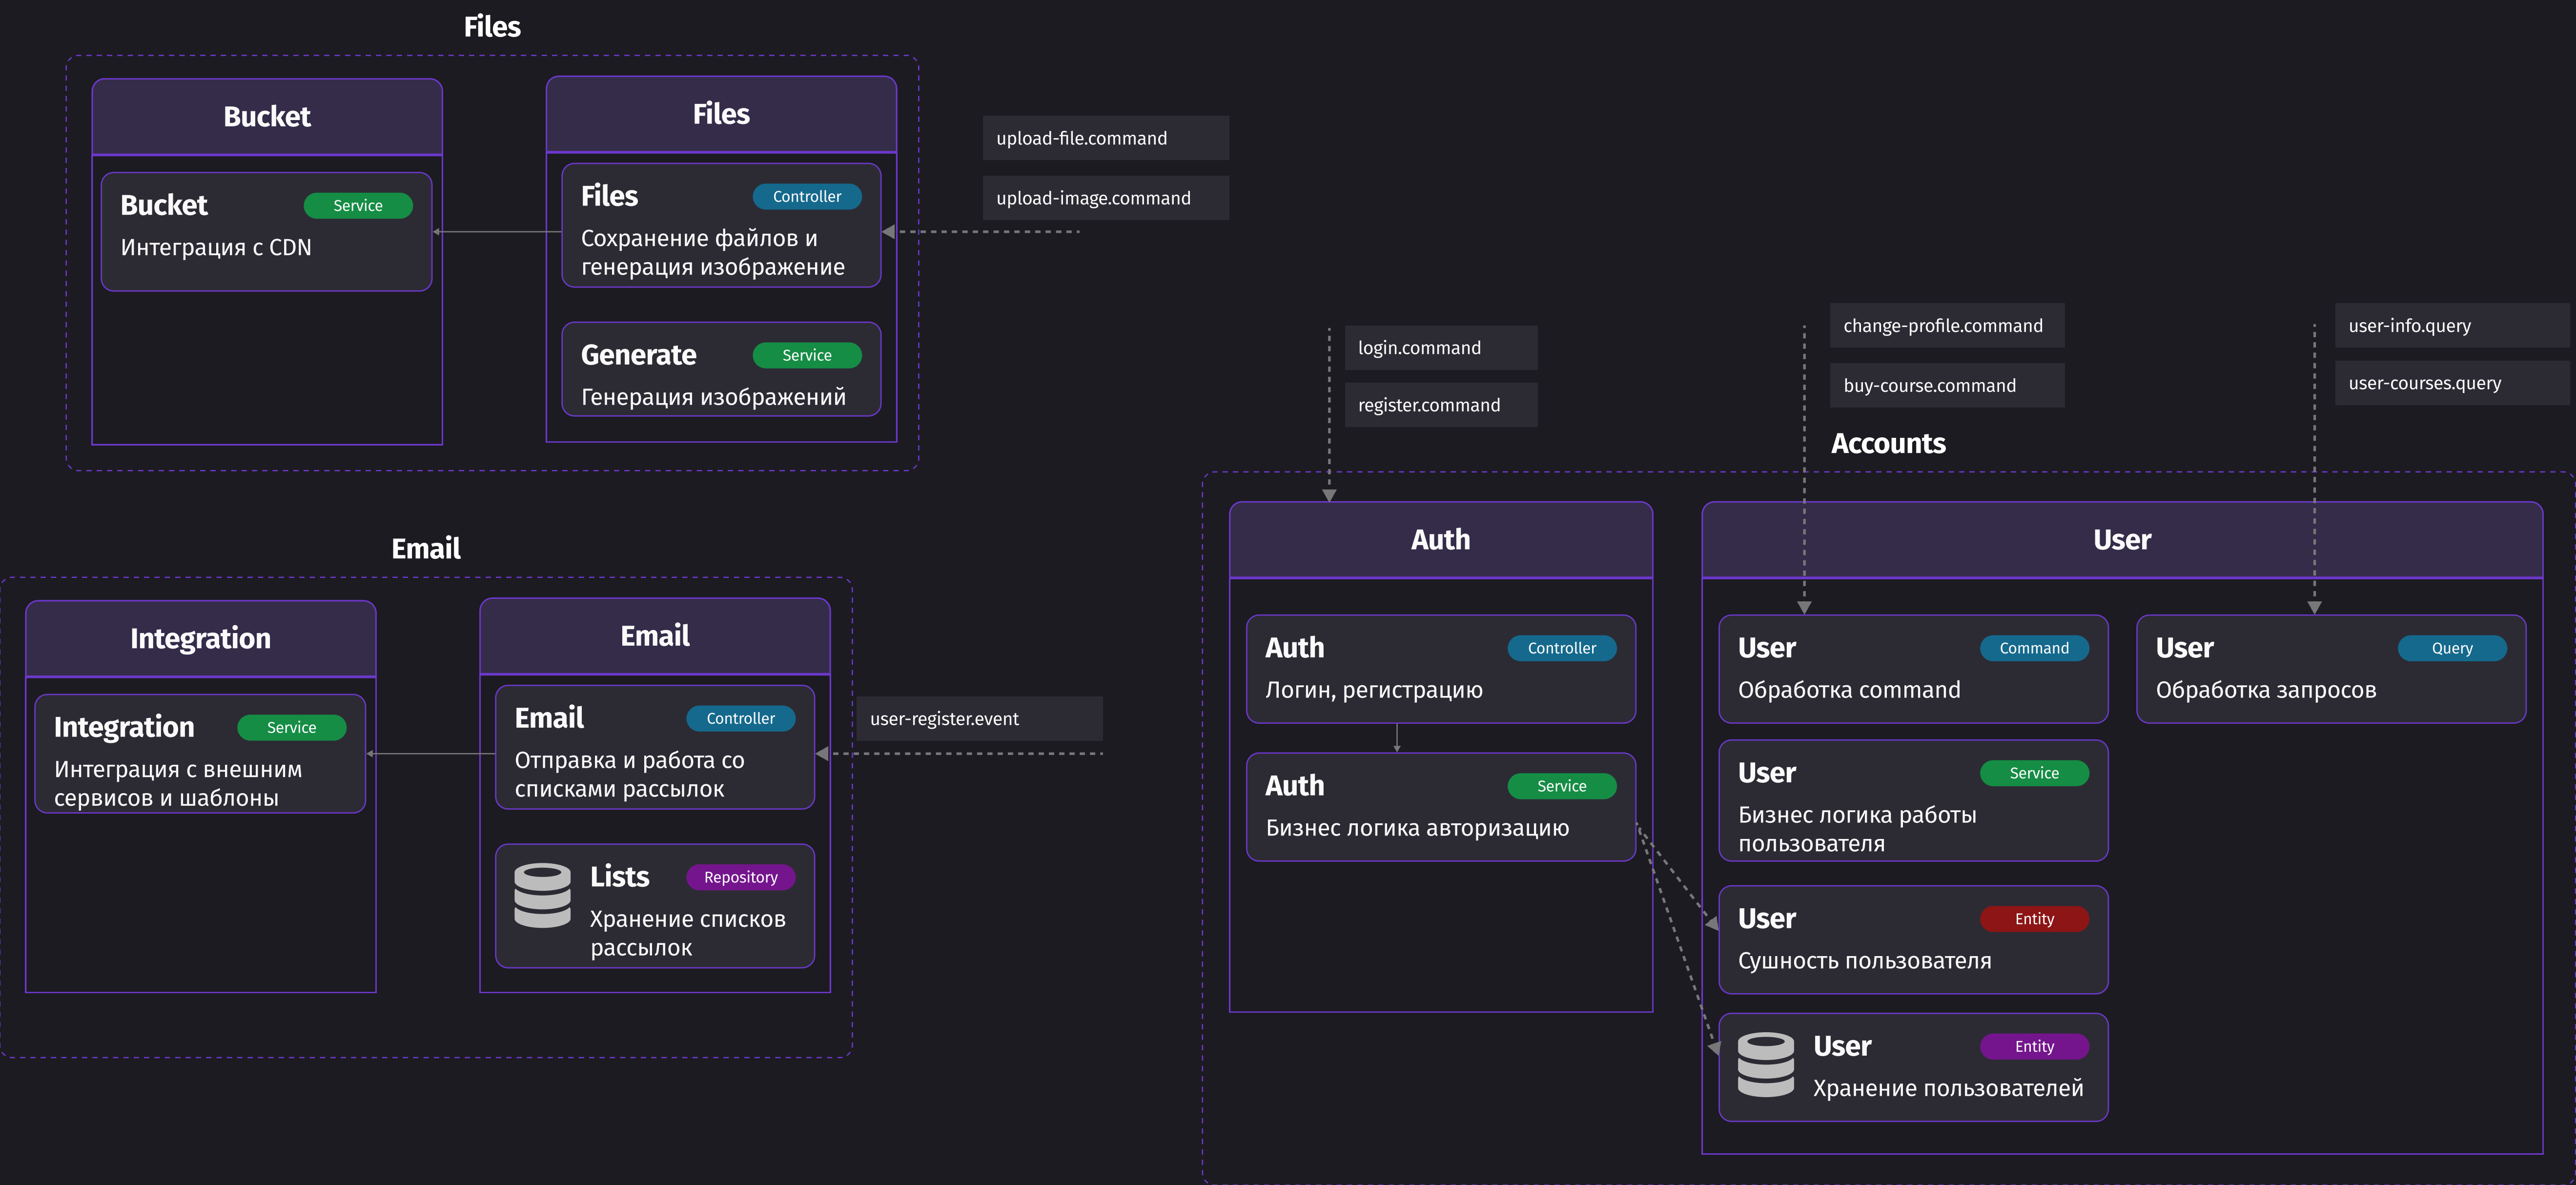 Files
Bucket
Bucket
Service
Интеграция с CDN
Files
Files
Controller
Сохранение файлов и
генерация изображение
Generate
Service
Генерация изображений
upload-file.command
upload-image.command
Email
Integration
Integration
Service
Интеграция с внешним
сервисов и шаблоны
Email
Email
Controller
Отправка и работа со
списками рассылок
Lists
Repository
Хранение списков
рассылок
user-register.event
login.command
register.command
change-profile.command
buy-course.command
user-info.query
user-courses.query
Accounts
Auth
Auth
Controller
Логин, регистрацию
Auth
Service
Бизнес логика авторизацию
User
User
Command
Обработка command
User
Query
Обработка запросов
User
Service
Бизнес логика работы
пользователя
User
Entity
Сушность пользователя
User
Entity
Хранение пользователей